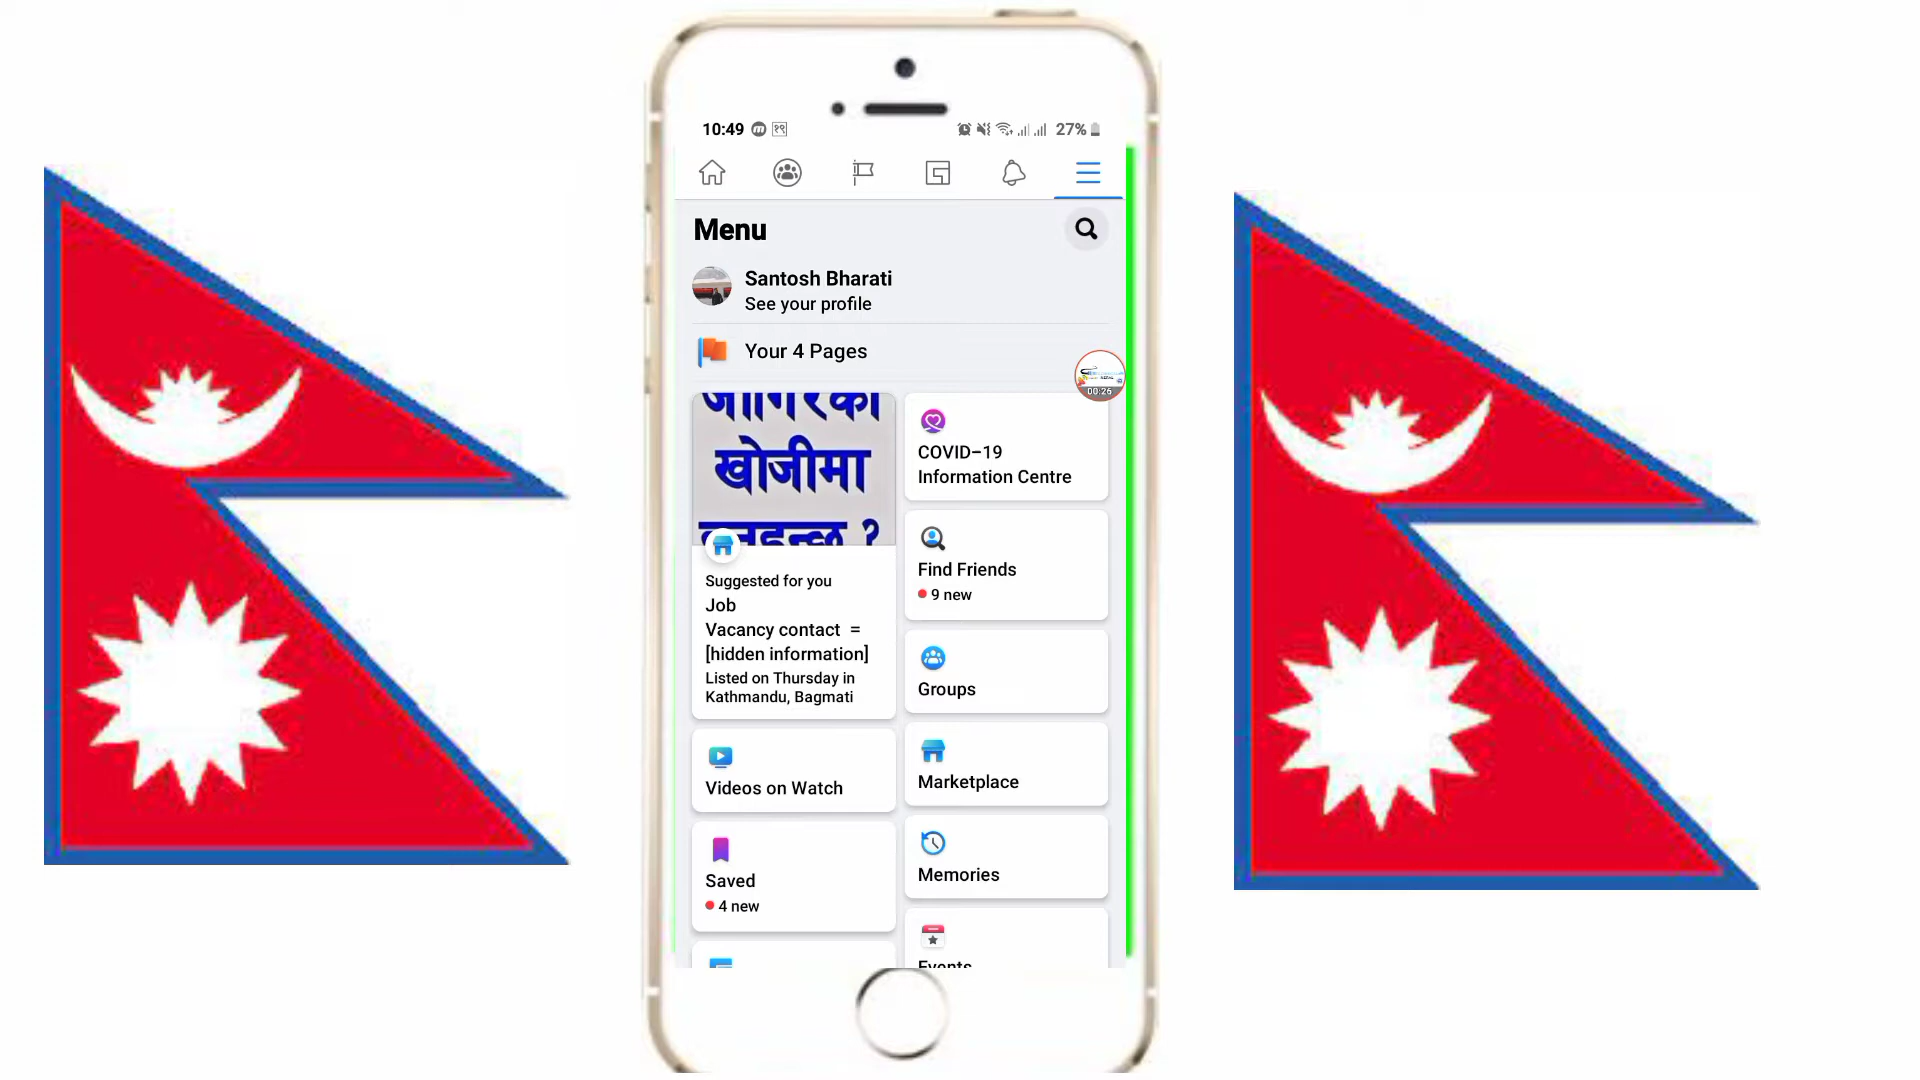 10:49
27%
Menu
Santosh Bharati
See your profile
Your 4 Pages
00:26
जागिरको
खोजीमा
हुनुहुन्छ ?
Suggested for you
Job
Vacancy contact =
[hidden information]
Listed on Thursday in
Kathmandu, Bagmati
Videos on Watch
Saved
4 new
COVID-19
Information Centre
Find Friends
9 new
Groups
Marketplace
Memories
Events